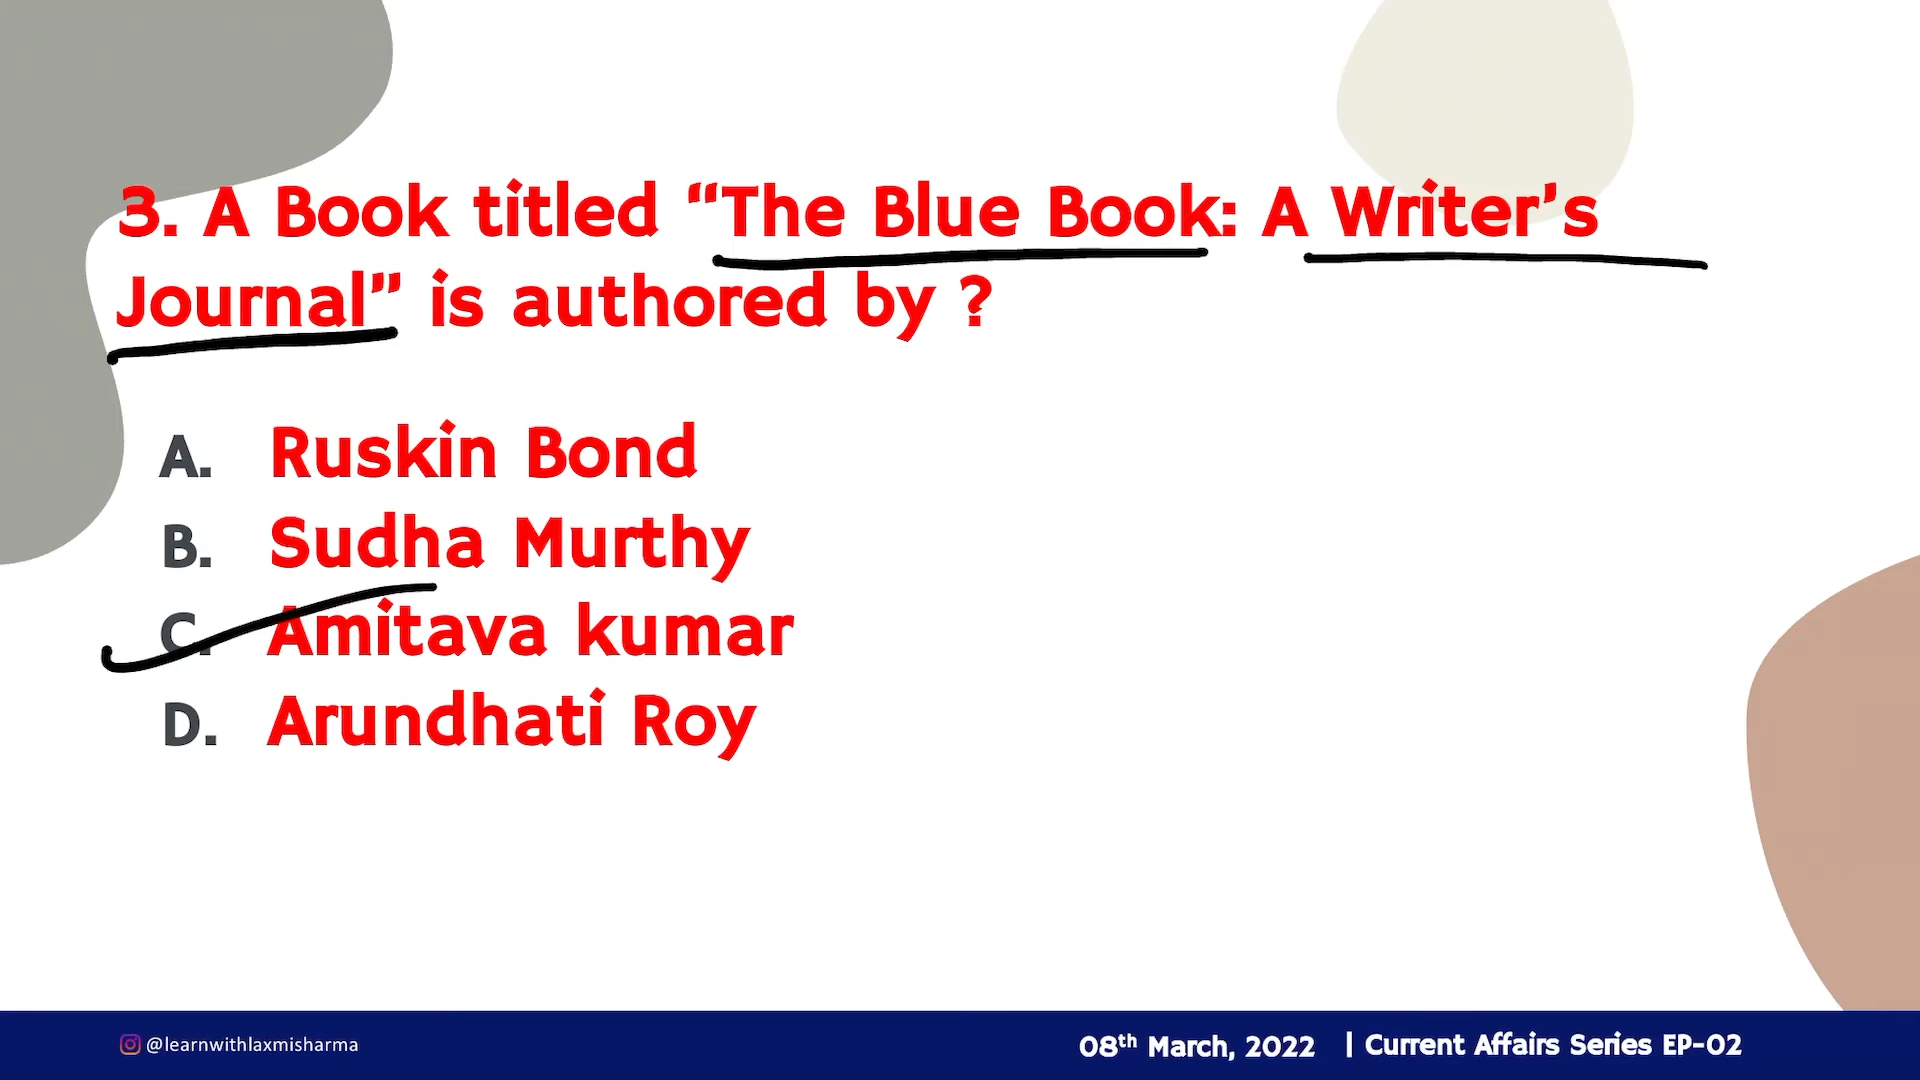 3. A Book titled “The Blue Book: A Writer’s
Journal” is authored by ?
A. Ruskin Bond
B. Sudha Murthy
C. Amitava kumar
D. Arundhati Roy
@learnwithlaxmisharma
08th March, 2022 | Current Affairs Series EP-02